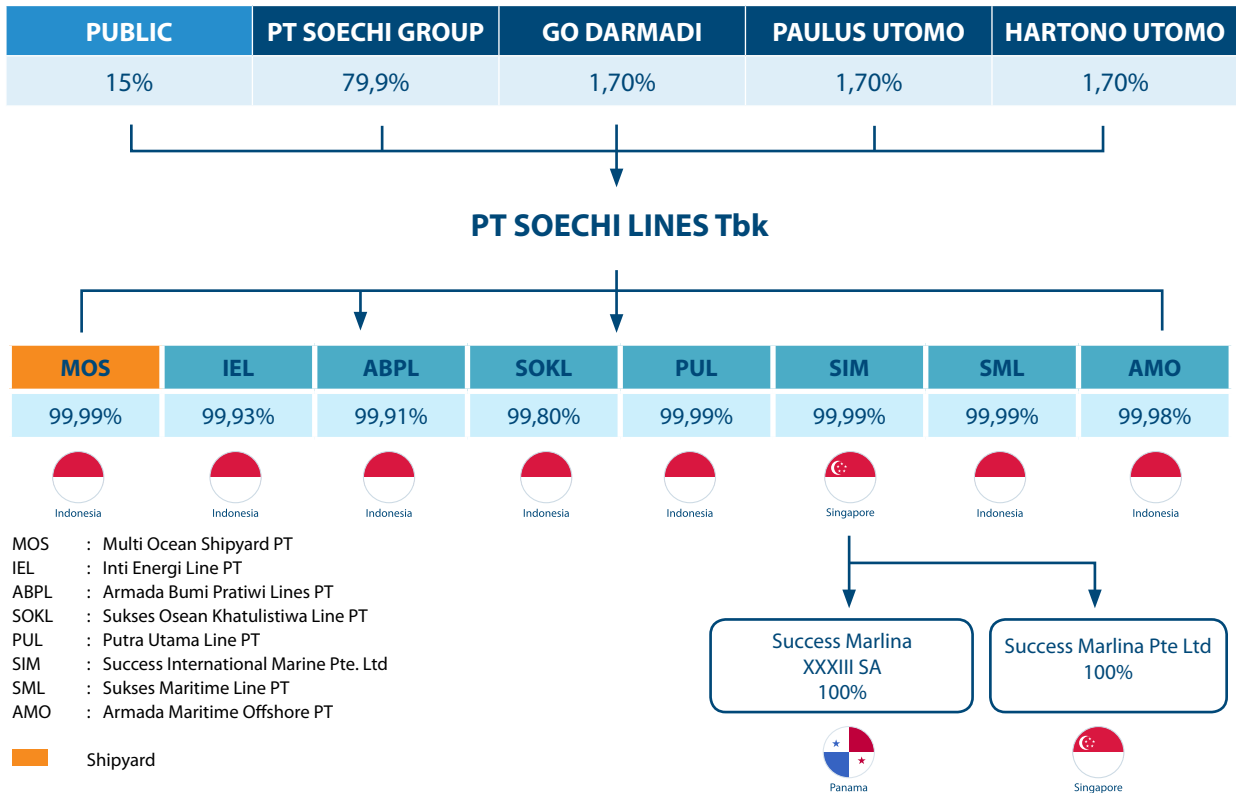 PUBLIC PT SOECHI GROUP GO DARMADI PAULUS UTOMO HARTONO UTOMO
15% 79,9% 1,70% 1,70% 1,70%
PT SOECHI LINES Tbk
MOS IEL ABPL SOKL PUL SIM SML AMO
99,99% 99,93% 99,91% 99,80% 99,99% 99,99% 99,99% 99,98%
Indonesia Indonesia Indonesia Indonesia Indonesia Singapore Indonesia Indonesia
MOS : Multi Ocean Shipyard PT
IEL : Inti Energi Line PT
ABPL : Armada Bumi Pratiwi Lines PT
SOKL : Sukses Osean Khatulistiwa Line PT
PUL : Putra Utama Line PT
SIM : Success International Marine Pte. Ltd
SML : Sukses Maritime Line PT
AMO : Armada Maritime Offshore PT
Shipyard
Success Marlina
XXXIII SA
100%
Success Marlina Pte Ltd
100%
Panama Singapore